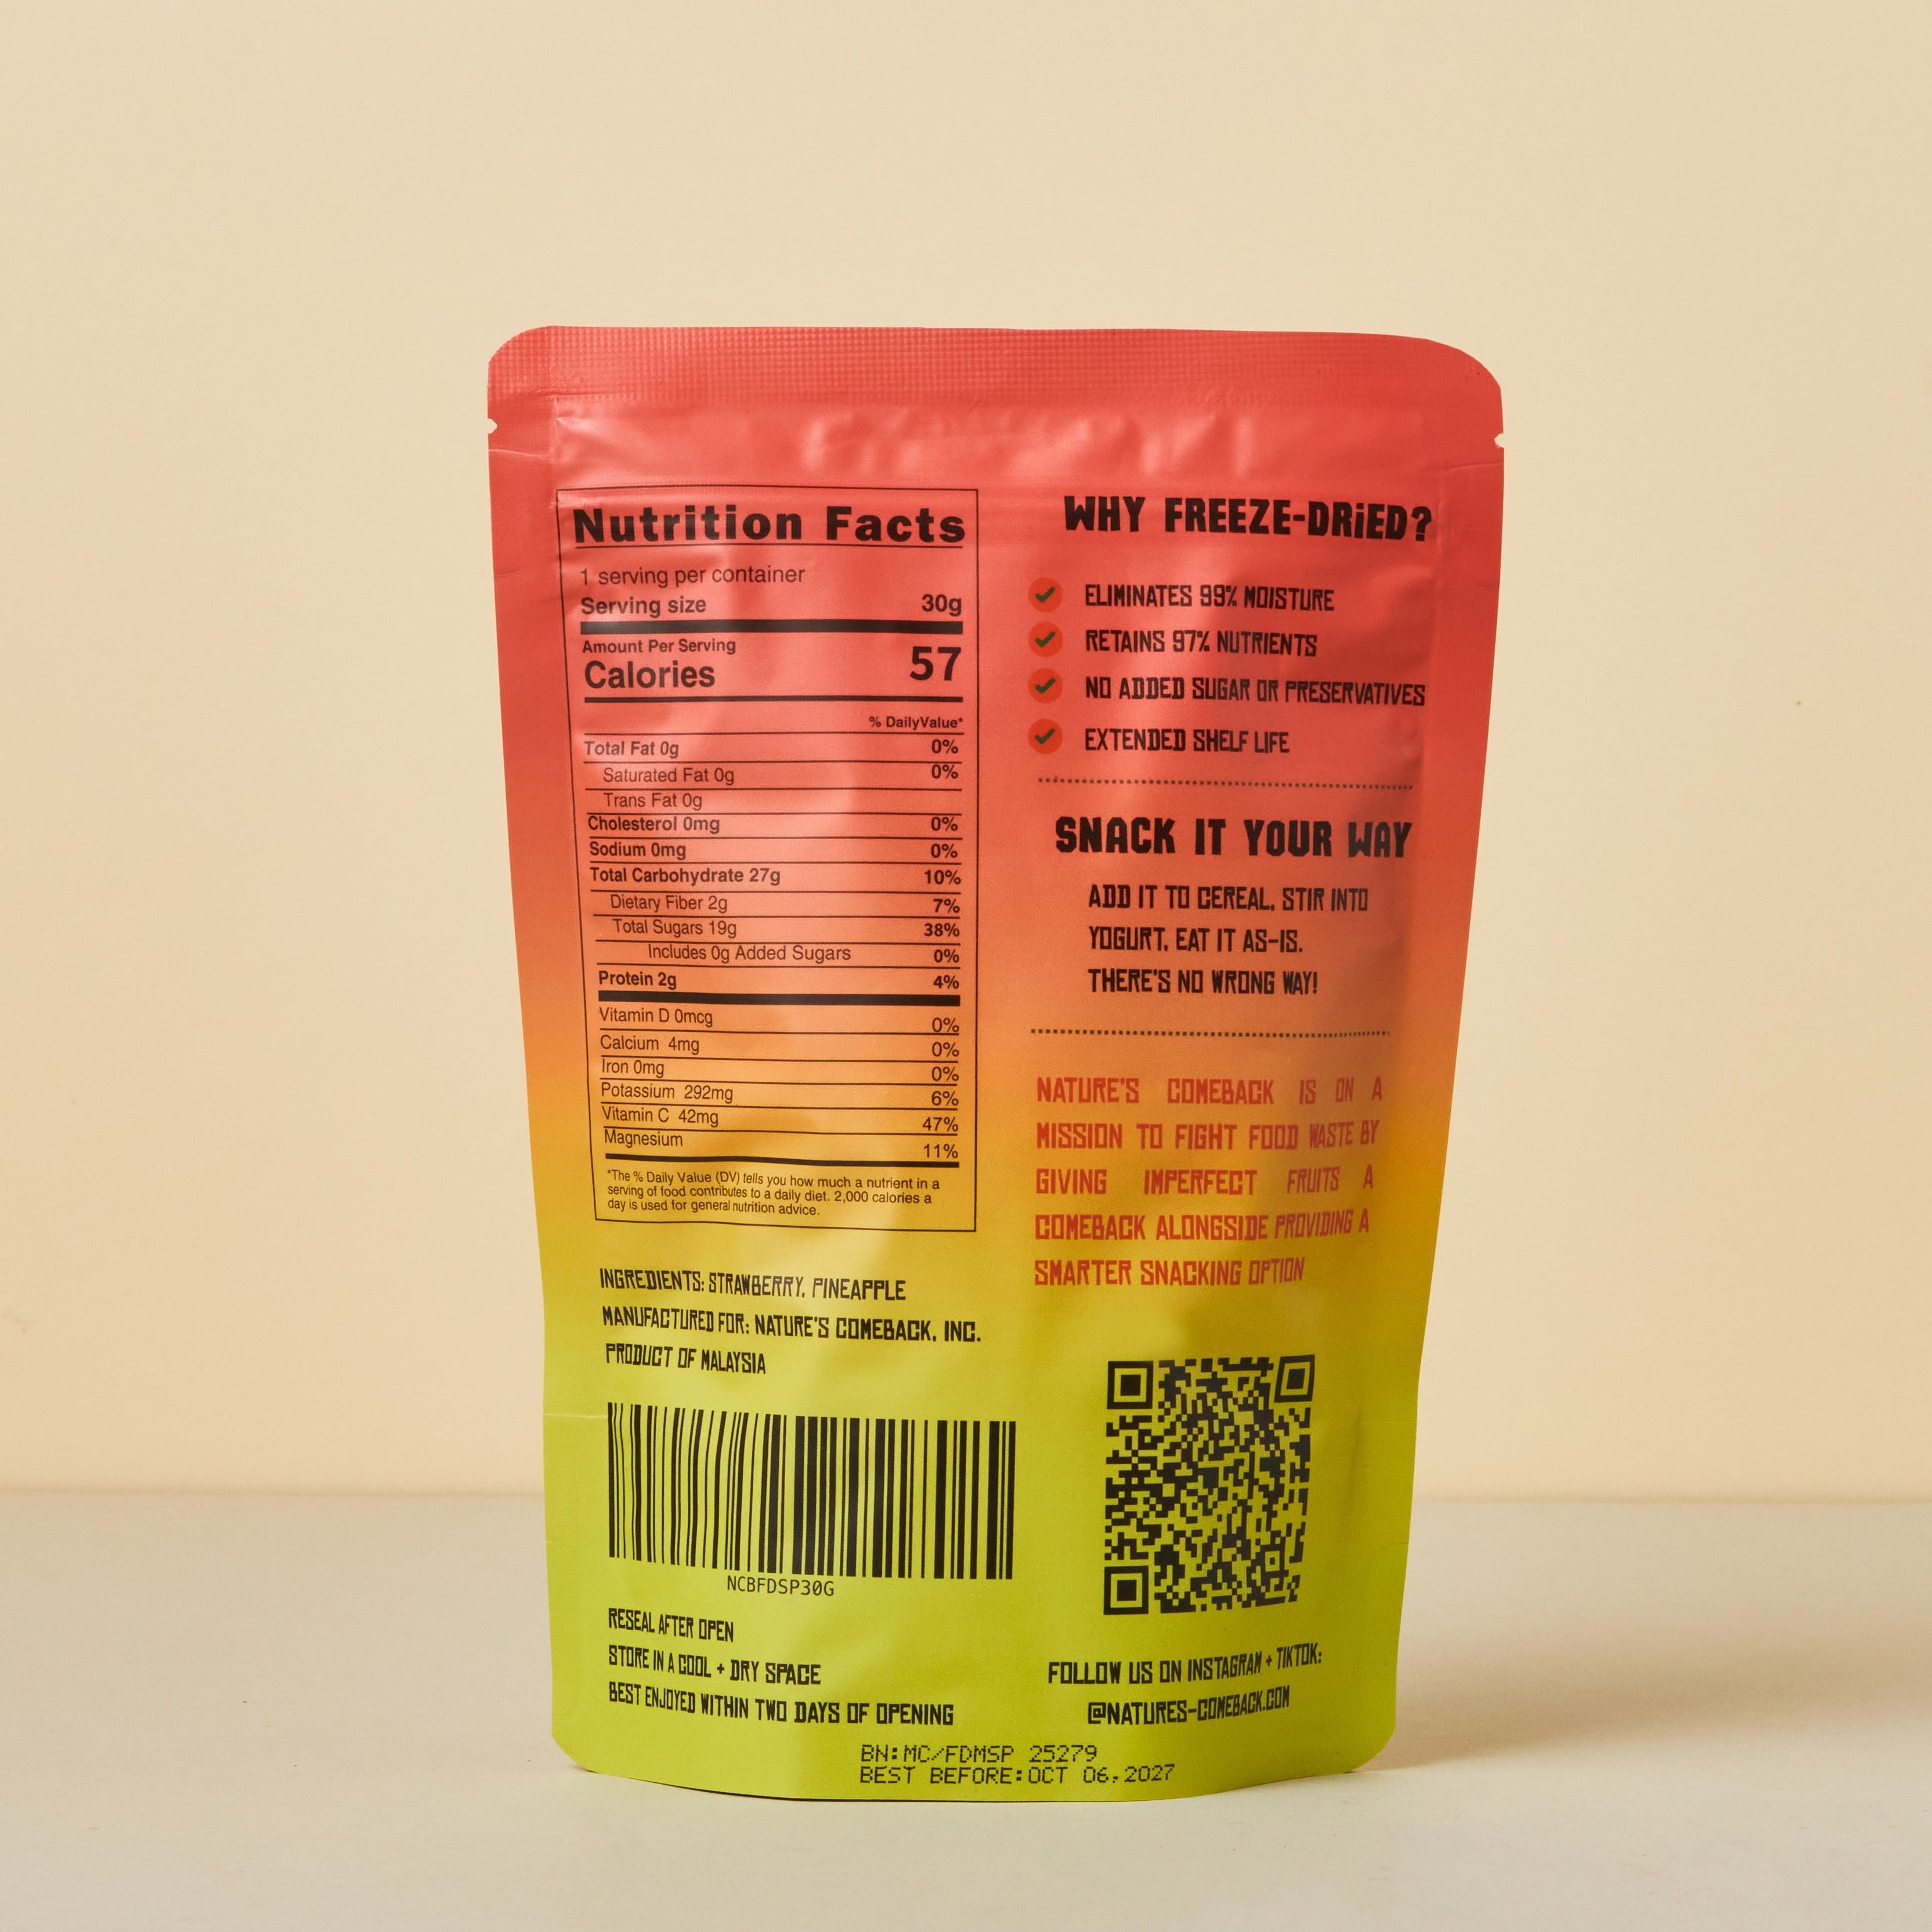 Nutrition Facts
1 serving per container
Serving size 30g
Amount Per Serving
Calories 57
% DailyValue*
Total Fat 0g 0%
Saturated Fat 0g 0%
Trans Fat 0g
Cholesterol 0mg 0%
Sodium 0mg 0%
Total Carbohydrate 27g 10%
Dietary Fiber 2g 7%
Total Sugars 19g 38%
Includes 0g Added Sugars 0%
Protein 2g 4%
Vitamin D 0mcg 0%
Calcium 4mg 0%
Iron 0mg 0%
Potassium 292mg 6%
Vitamin C 42mg 47%
Magnesium 11%
*The % Daily Value (DV) tells you how much a nutrient in a
serving of food contributes to a daily diet. 2,000 calories a
day is used for general nutrition advice.
INGREDIENTS: STRAWBERRY, PINEAPPLE
MANUFACTURED FOR: NATURE'S COMEBACK, INC.
PRODUCT OF MALAYSIA
NCBFDSP30G
RESEAL AFTER OPEN
STORE IN A COOL + DRY SPACE
BEST ENJOYED WITHIN TWO DAYS OF OPENING
WHY FREEZE-DRiED?
ELIMINATES 99% MOISTURE
RETAINS 97% NUTRIENTS
NO ADDED SUGAR OR PRESERVATIVES
EXTENDED SHELF LIFE
SNACK IT YOUR WAY
ADD IT TO CEREAL, STIR INTO
YOGURT, EAT IT AS-IS.
THERE'S NO WRONG WAY!
NATURE'S COMEBACK IS ON A
MISSION TO FIGHT FOOD WASTE BY
GIVING IMPERFECT FRUITS A
COMEBACK ALONGSIDE PROVIDING A
SMARTER SNACKING OPTION
FOLLOW US ON INSTAGRAM + TIKTOK:
@NATURES-COMEBACK.COM
BN:MC/FDMSP 25279
BEST BEFORE:OCT 06,2027